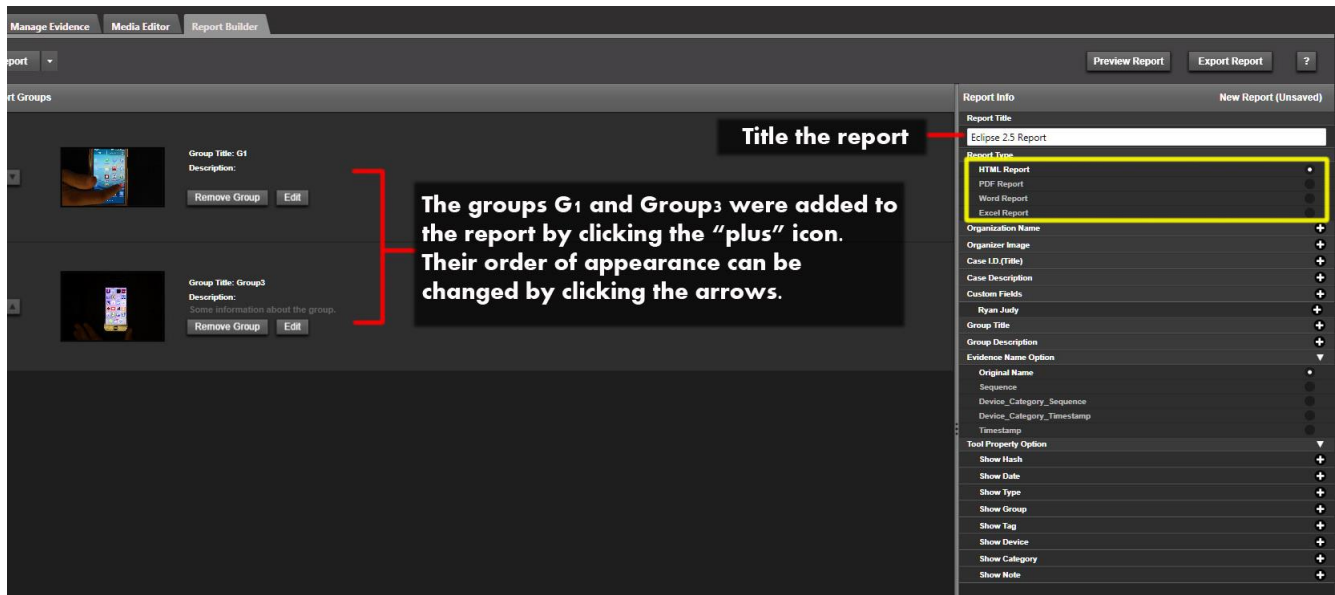 Manage Evidence Media Editor Report Builder
Preview Report Export Report ?
Report Info New Report (Unsaved)
Report Title
Title the report
Eclipse 2.5 Report
Report Type
HTML Report
PDF Report
Word Report
Excel Report
Group Title: G1
Description:
Remove Group Edit
The groups G1 and Group3 were added to
the report by clicking the “plus” icon.
Their order of appearance can be
changed by clicking the arrows.
Group Title: Group3
Description:
Some information about the group.
Remove Group Edit
Organization Name
Organizer Image
Case I.D.(Title)
Case Description
Custom Fields
Ryan Judy
Group Title
Group Description
Evidence Name Option
Original Name
Sequence
Device_Category_Sequence
Device_Category_Timestamp
Timestamp
Tool Property Option
Show Hash
Show Date
Show Type
Show Group
Show Tag
Show Device
Show Category
Show Note